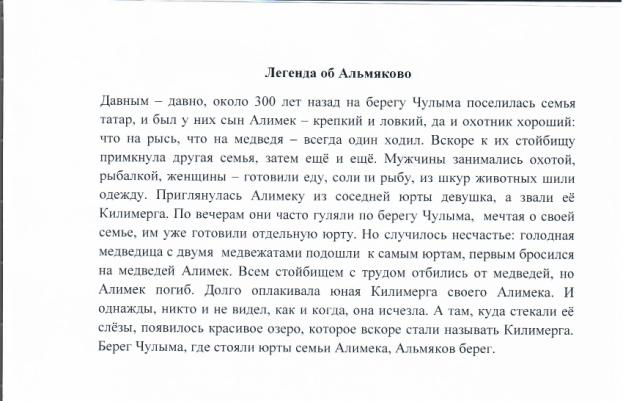 Легенда об Альмяково
Давным – давно, около 300 лет назад на берегу Чулыма поселилась семья
татар, и был у них сын Алимек – крепкий и ловкий, да и охотник хороший:
что на рысь, что на медведя – всегда один ходил. Вскоре к их стойбищу
примкнула другая семья, затем ещё и ещё. Мужчины занимались охотой,
рыбалкой, женщины – готовили еду, соли ти рыбу, из шкур животных шили
одежду. Приглянулась Алимеку из соседней юрты девушка, а звали её
Килимерга. По вечерам они часто гуляли по берегу Чулыма, мечтая о своей
семье, им уже готовили отдельную юрту. Но случилось несчастье: голодная
медведица с двумя медвежатами подошли к самым юртам, первым бросился
на медведей Алимек. Всем стойбищем с трудом отбились от медведей, но
Алимек погиб. Долго оплакивала юная Килимерга своего Алимека. И
однажды, никто и не видел, как и когда, она исчезла. А там, куда стекали её
слёзы, появилось красивое озеро, которое вскоре стали называть Килимерга.
Берег Чулыма, где стояли юрты семьи Алимека, Альмяков берег.